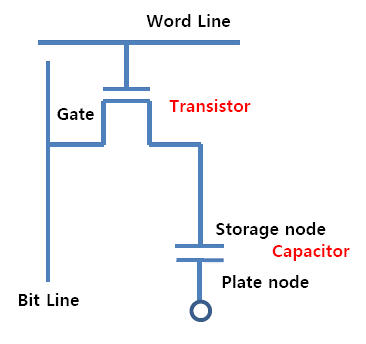 Word Line
Transistor
Gate
Storage node
Capacitor
Plate node
Bit Line